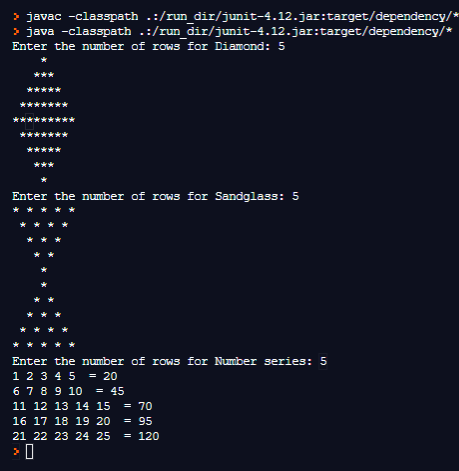 > javac -classpath .:/run_dir/junit-4.12.jar:target/dependency/*
> java -classpath .:/run_dir/junit-4.12.jar:target/dependency/*
Enter the number of rows for Diamond: 5
    *
   ***
  *****
 *******
*********
 *******
  *****
   ***
    *
Enter the number of rows for Sandglass: 5
* * * * *
 * * * *
  * * *
   * *
    *
    *
   * *
  * * *
 * * * *
* * * * *
Enter the number of rows for Number series: 5
1 2 3 4 5  = 20
6 7 8 9 10  = 45
11 12 13 14 15  = 70
16 17 18 19 20  = 95
21 22 23 24 25  = 120
>